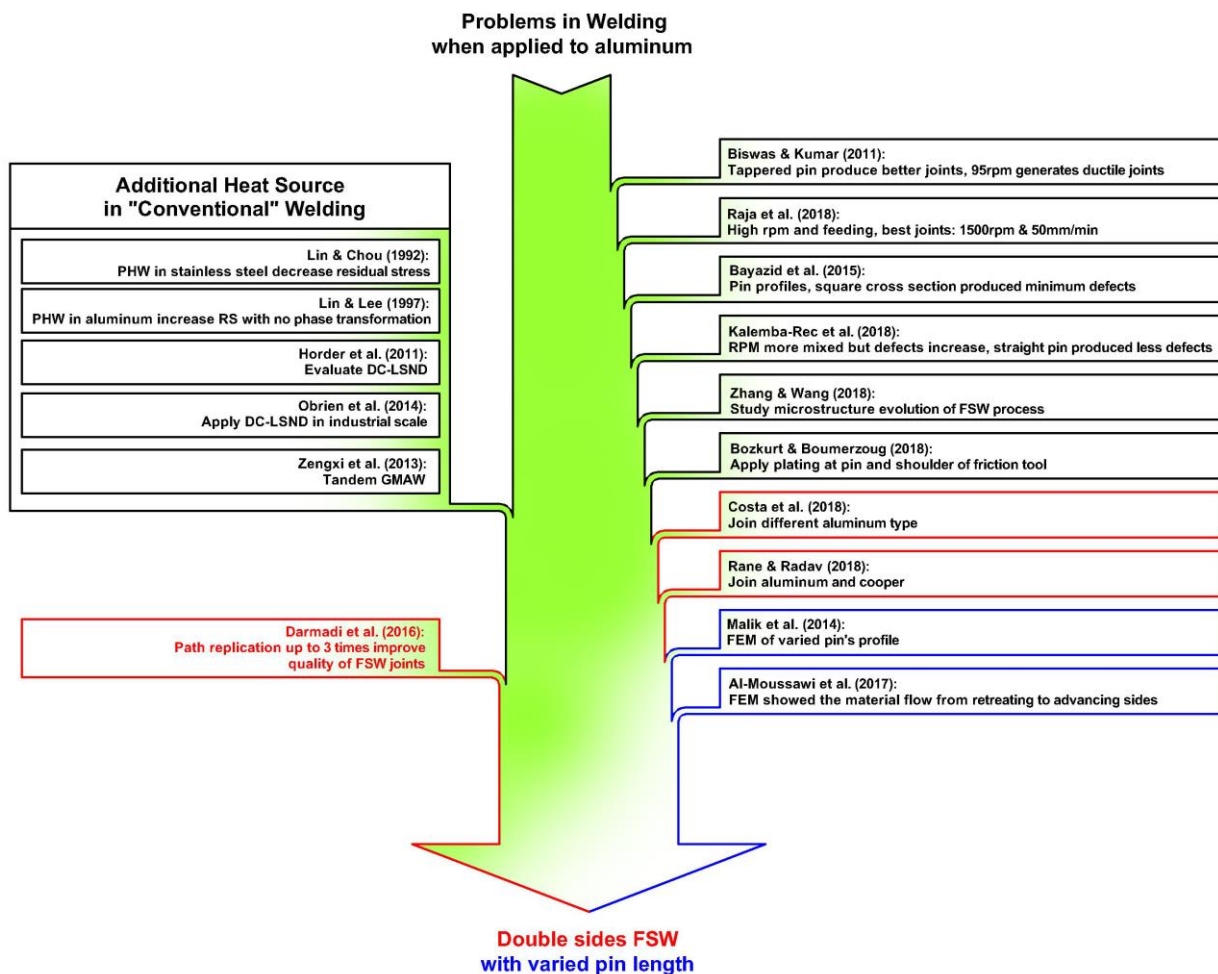 Problems in Welding
when applied to aluminum
Additional Heat Source
in "Conventional" Welding
Lin & Chou (1992):
PHW in stainless steel decrease residual stress
Lin & Lee (1997):
PHW in aluminum increase RS with no phase transformation
Horder et al. (2011):
Evaluate DC-LSND
Obrien et al. (2014):
Apply DC-LSND in industrial scale
Zengxi et al. (2013):
Tandem GMAW
Darmadi et al. (2016):
Path replication up to 3 times improve
quality of FSW joints
Biswas & Kumar (2011):
Tappered pin produce better joints, 95rpm generates ductile joints
Raja et al. (2018):
High rpm and feeding, best joints: 1500rpm & 50mm/min
Bayazid et al. (2015):
Pin profiles, square cross section produced minimum defects
Kalemba-Rec et al. (2018):
RPM more mixed but defects increase, straight pin produced less defects
Zhang & Wang (2018):
Study microstructure evolution of FSW process
Bozkurt & Boumerzoug (2018):
Apply plating at pin and shoulder of friction tool
Costa et al. (2018):
Join different aluminum type
Rane & Radav (2018):
Join aluminum and cooper
Malik et al. (2014):
FEM of varied pin's profile
Al-Moussawi et al. (2017):
FEM showed the material flow from retreating to advancing sides
Double sides FSW
with varied pin length